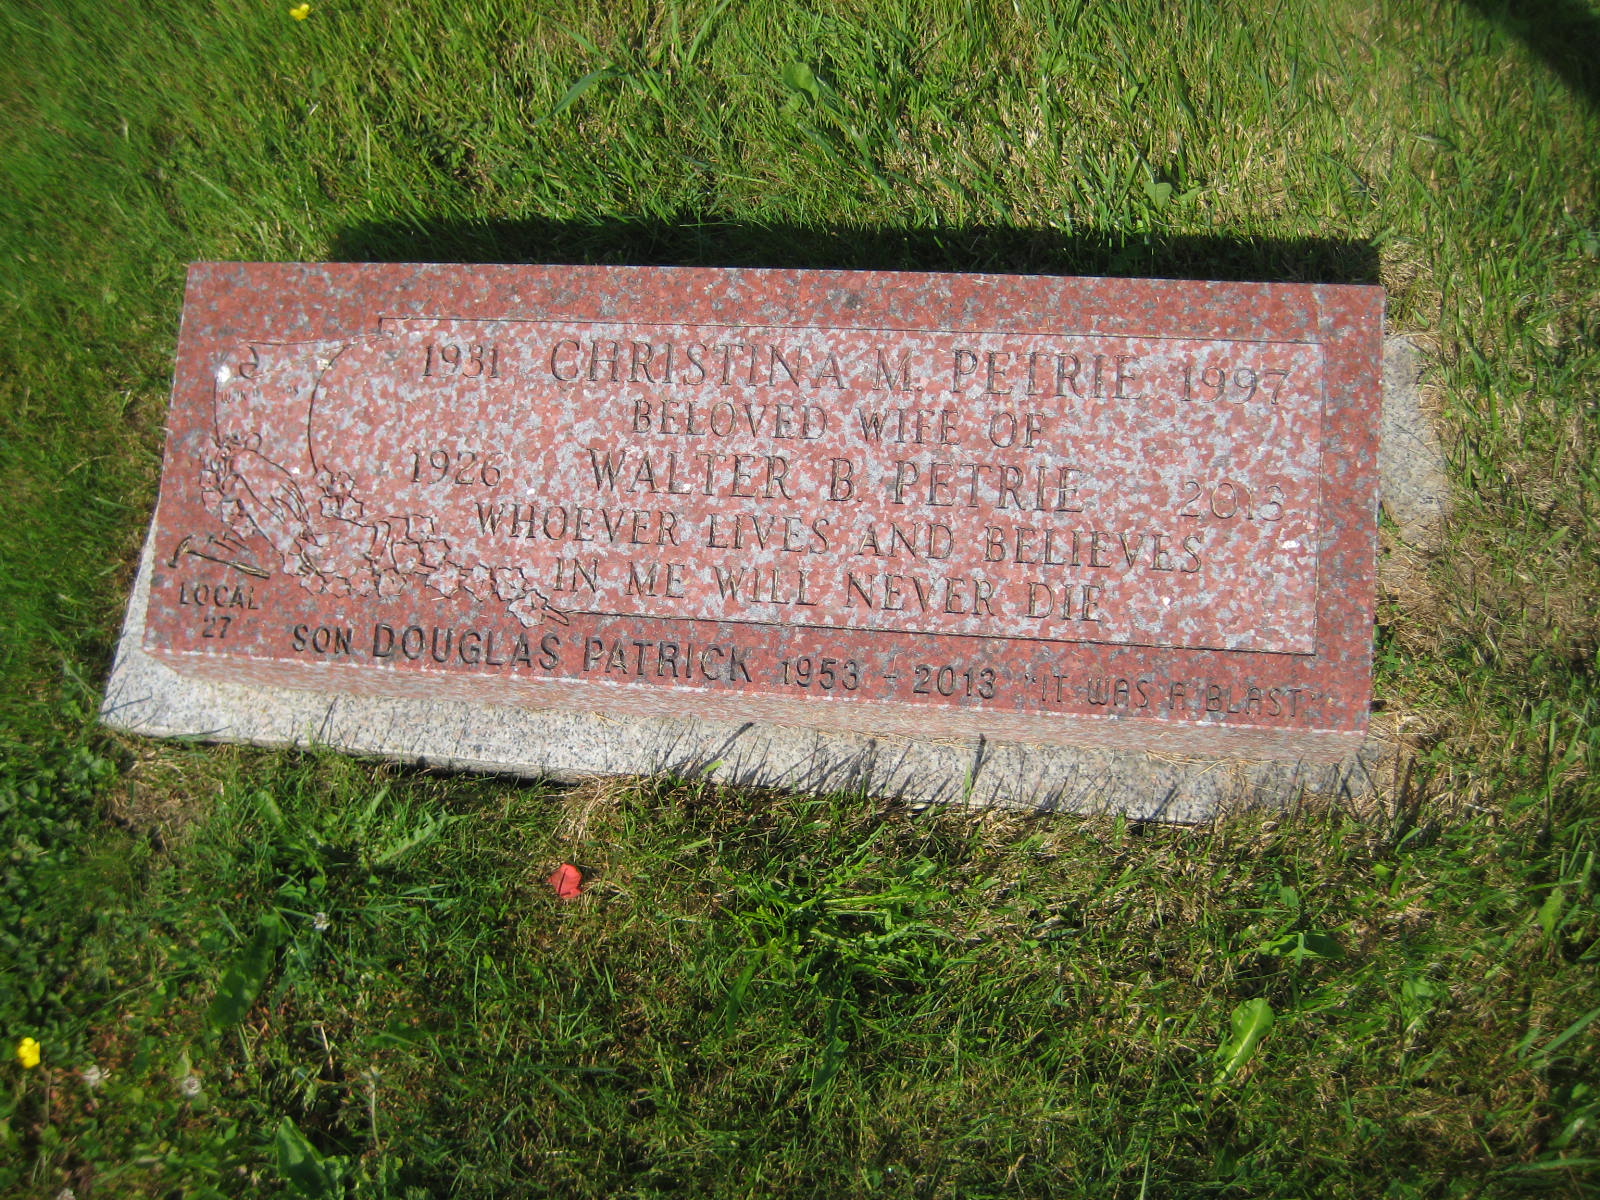 1931 CHRISTINA M. PETRIE 1997
BELOVED WIFE OF
1926 WALTER B. PETRIE 2013
WHOEVER LIVES AND BELIEVES
IN ME WILL NEVER DIE
LOCAL
27
SON DOUGLAS PATRICK 1953 - 2013 "IT WAS A BLAST"